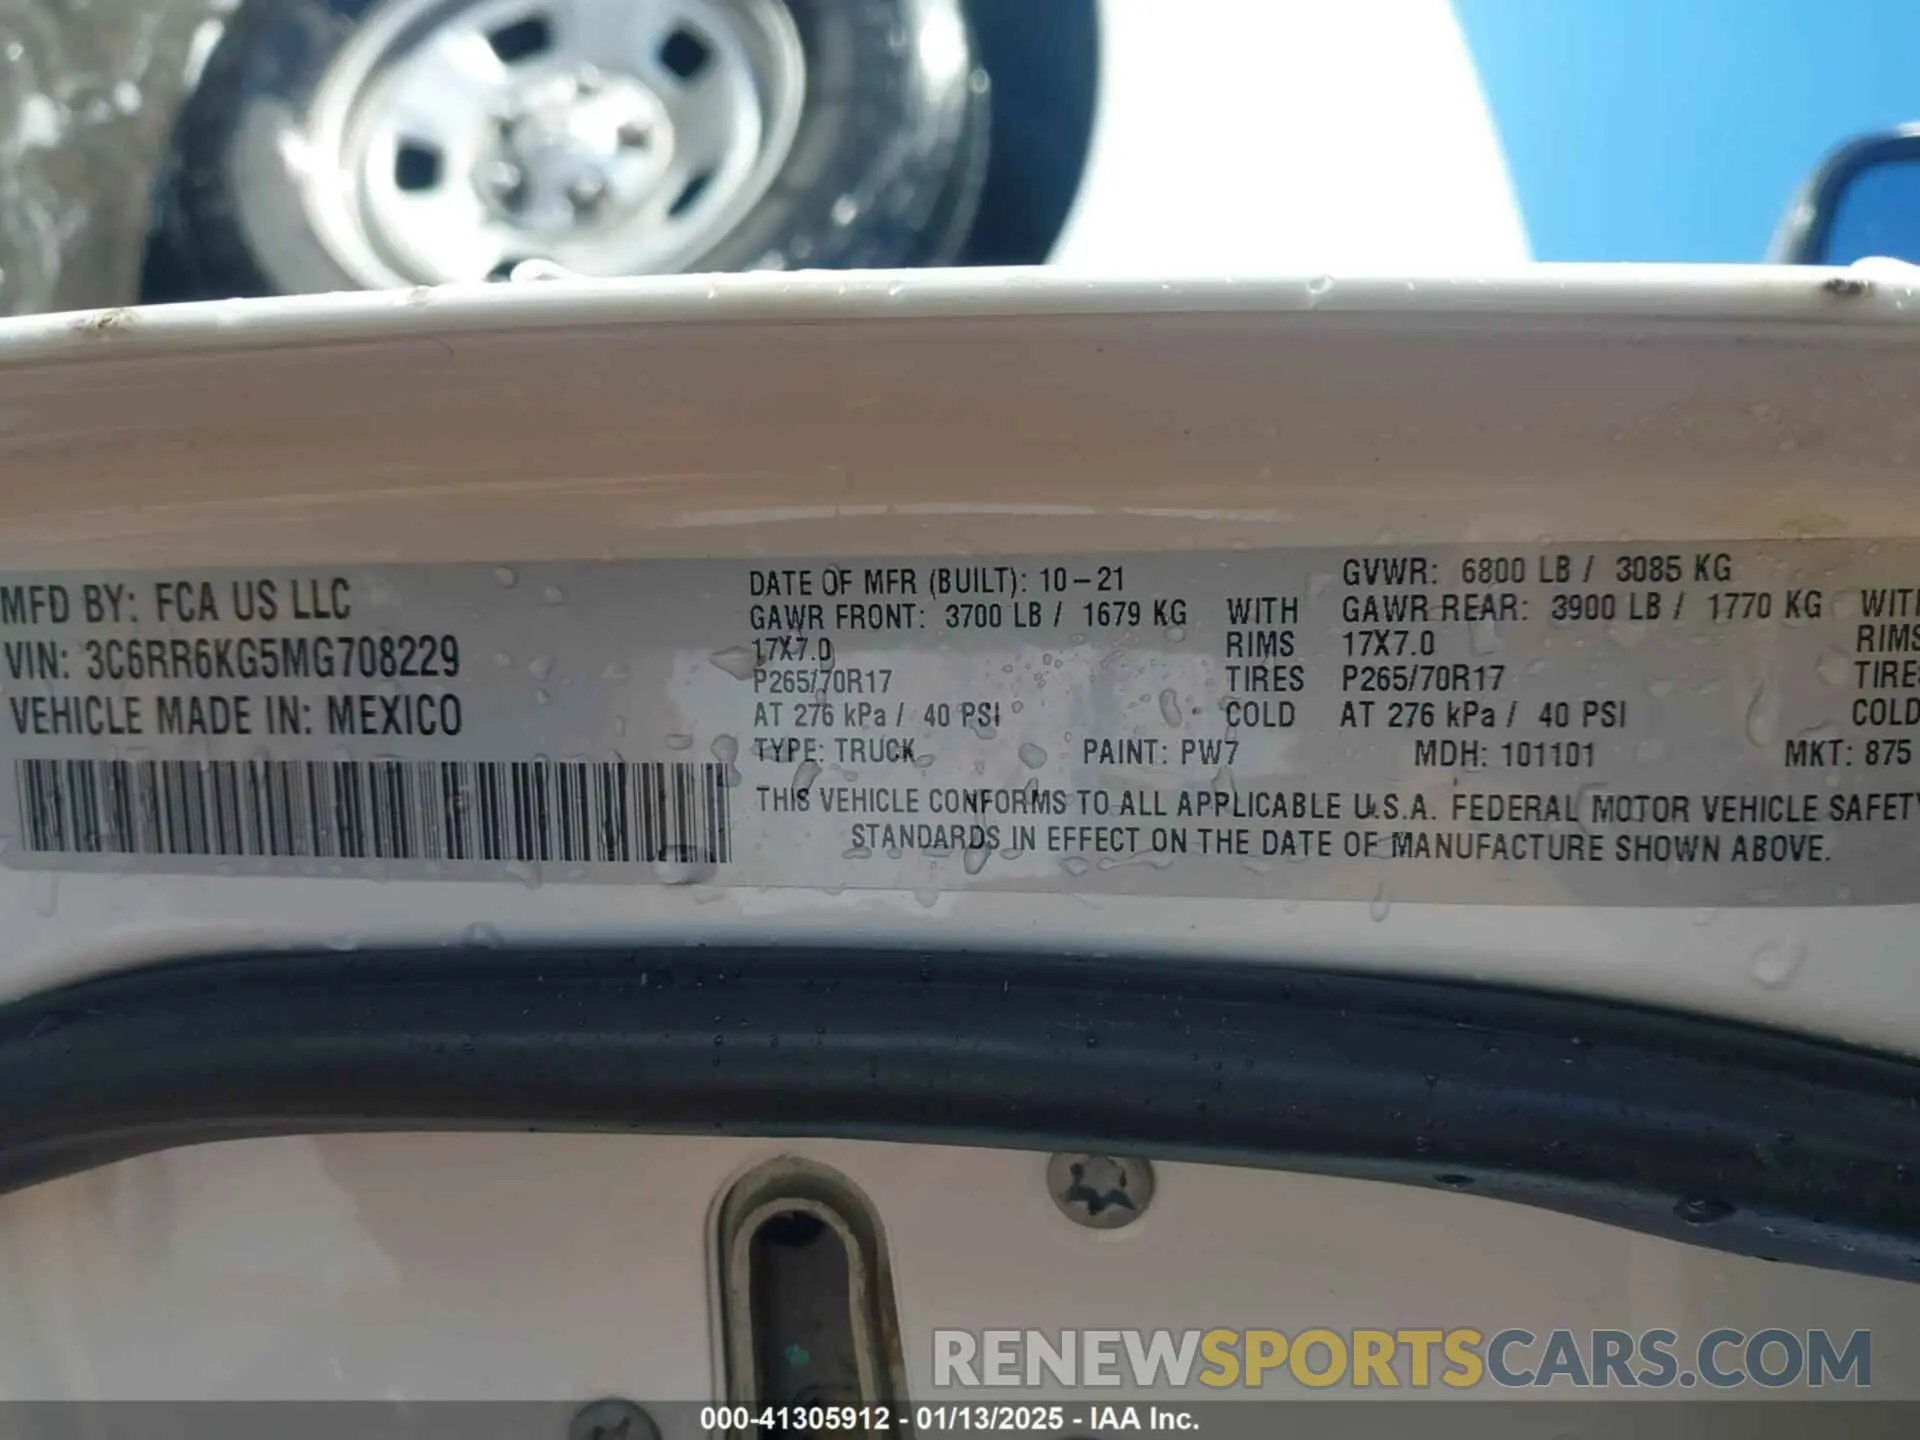 MFD BY: FCA US LLC
VIN: 3C6RR6KG5MG708229
VEHICLE MADE IN: MEXICO
DATE OF MFR (BUILT): 10-21
GVWR: 6800 LB / 3085 KG
GAWR FRONT: 3700 LB / 1679 KG WITH GAWR REAR: 3900 LB / 1770 KG WITH
17X7.0 RIMS 17X7.0 RIMS
P265/70R17 TIRES P265/70R17 TIRES
AT 276 kPa / 40 PSI COLD AT 276 kPa / 40 PSI COLD
TYPE: TRUCK PAINT: PW7 MDH: 101101 MKT: 875
THIS VEHICLE CONFORMS TO ALL APPLICABLE U.S.A. FEDERAL MOTOR VEHICLE SAFETY
STANDARDS IN EFFECT ON THE DATE OF MANUFACTURE SHOWN ABOVE.
RENEWSPORTSCARS.COM
000-41305912 - 01/13/2025 - IAA Inc.